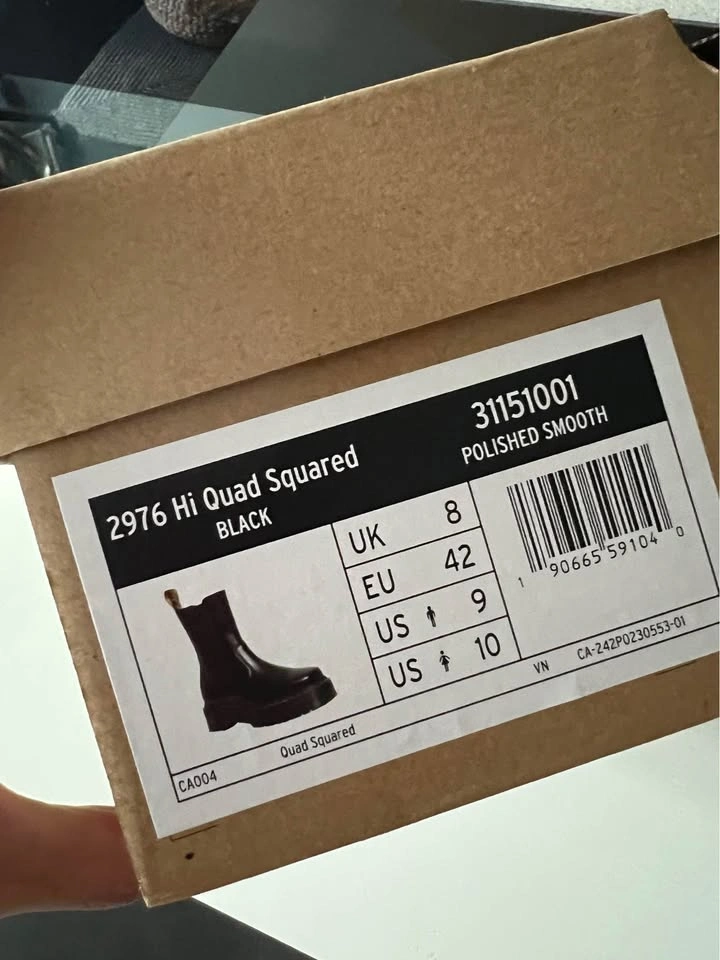 2976 Hi Quad Squared
BLACK
31151001
POLISHED SMOOTH
UK 8
EU 42
US 9
US 10
1 90665 59104 0
VN CA-242P0230553-01
Quad Squared
CA004